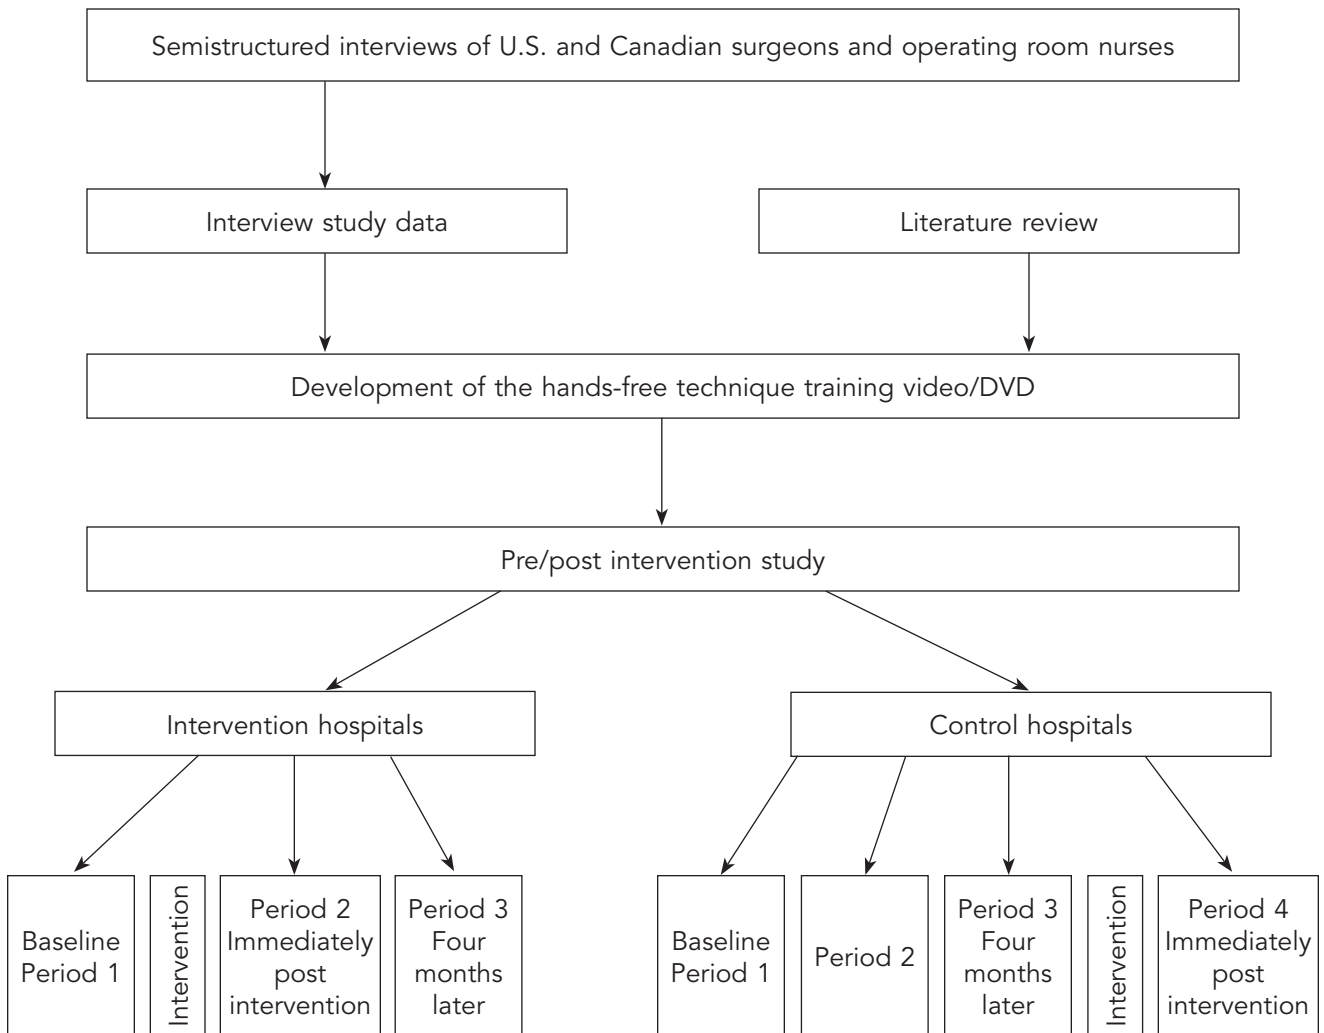 Semistructured interviews of U.S. and Canadian surgeons and operating room nurses
Interview study data
Literature review
Development of the hands-free technique training video/DVD
Pre/post intervention study
Intervention hospitals
Control hospitals
Baseline
Period 1
Intervention
Period 2
Immediately
post
intervention
Period 3
Four
months
later
Baseline
Period 1
Period 2
Period 3
Four
months
later
Intervention
Period 4
Immediately
post
intervention